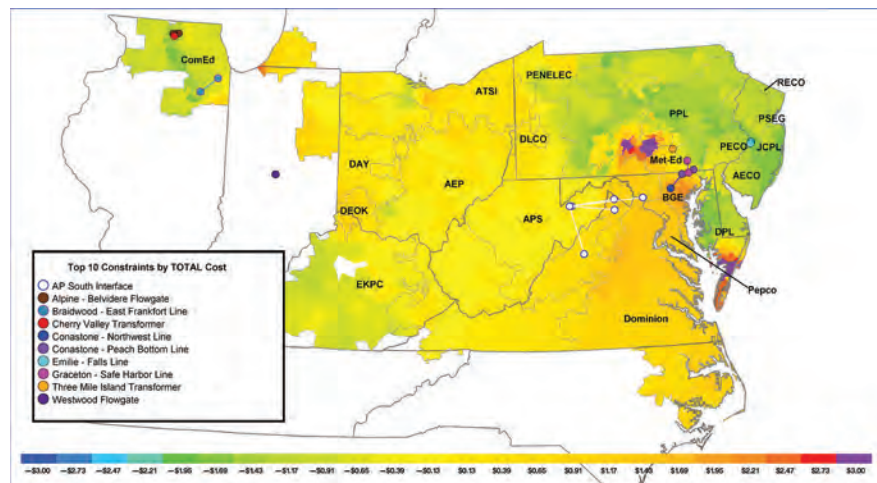 ComEd
PENELEC
RECO
ATSI
PPL
PSEG
DLCO
PECO
JCPL
Met-Ed
DAY
AEP
AECO
BGE
DEOK
APS
DPL
Top 10 Constraints by TOTAL Cost
AP South Interface
Alpine - Belvidere Flowgate
Braidwood - East Frankfort Line
Cherry Valley Transformer
Conastone - Northwest Line
Conastone - Peach Bottom Line
Emilie - Falls Line
Graceton - Safe Harbor Line
Three Mile Island Transformer
Westwood Flowgate
EKPC
Pepco
Dominion
–$3.00 –$2.73 –$2.47 –$2.21 –$1.95 –$1.69 –$1.43 –$1.17 –$0.91 –$0.65 –$0.39 –$0.13 $0.13 $0.39 $0.65 $0.91 $1.17 $1.43 $1.69 $1.95 $2.21 $2.47 $2.73 $3.00